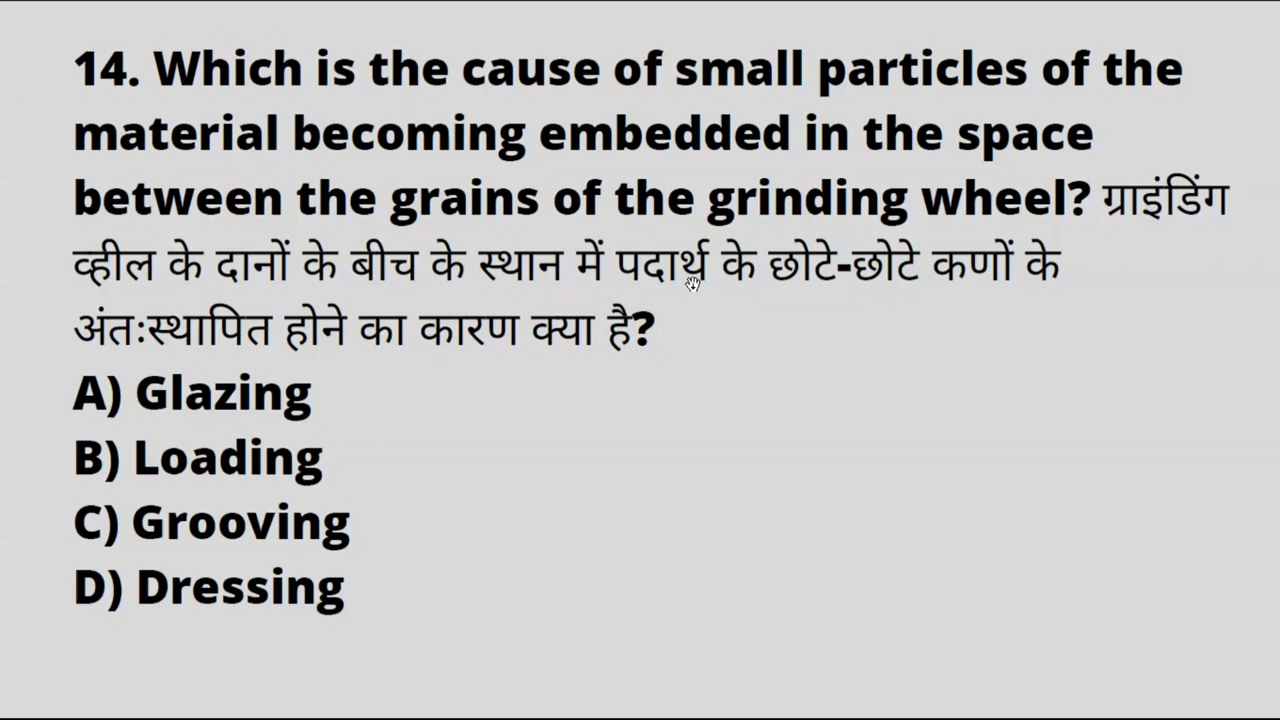 14. Which is the cause of small particles of the
material becoming embedded in the space
between the grains of the grinding wheel? ग्राइंडिंग
व्हील के दानों के बीच के स्थान में पदार्थ के छोटे-छोटे कणों के
अंतःस्थापित होने का कारण क्या है?
A) Glazing
B) Loading
C) Grooving
D) Dressing